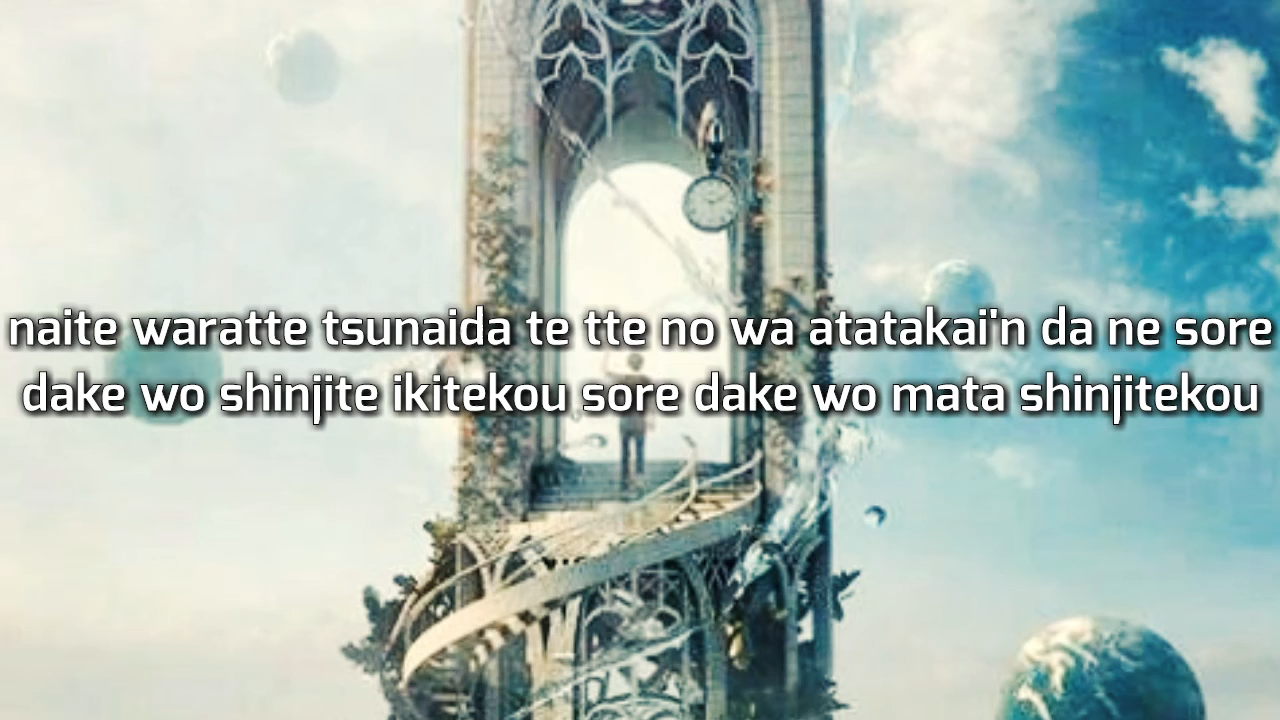 naite waratte tsunaida te tte no wa atatakai'n da ne sore
dake wo shinjite ikitekou sore dake wo mata shinjitekou